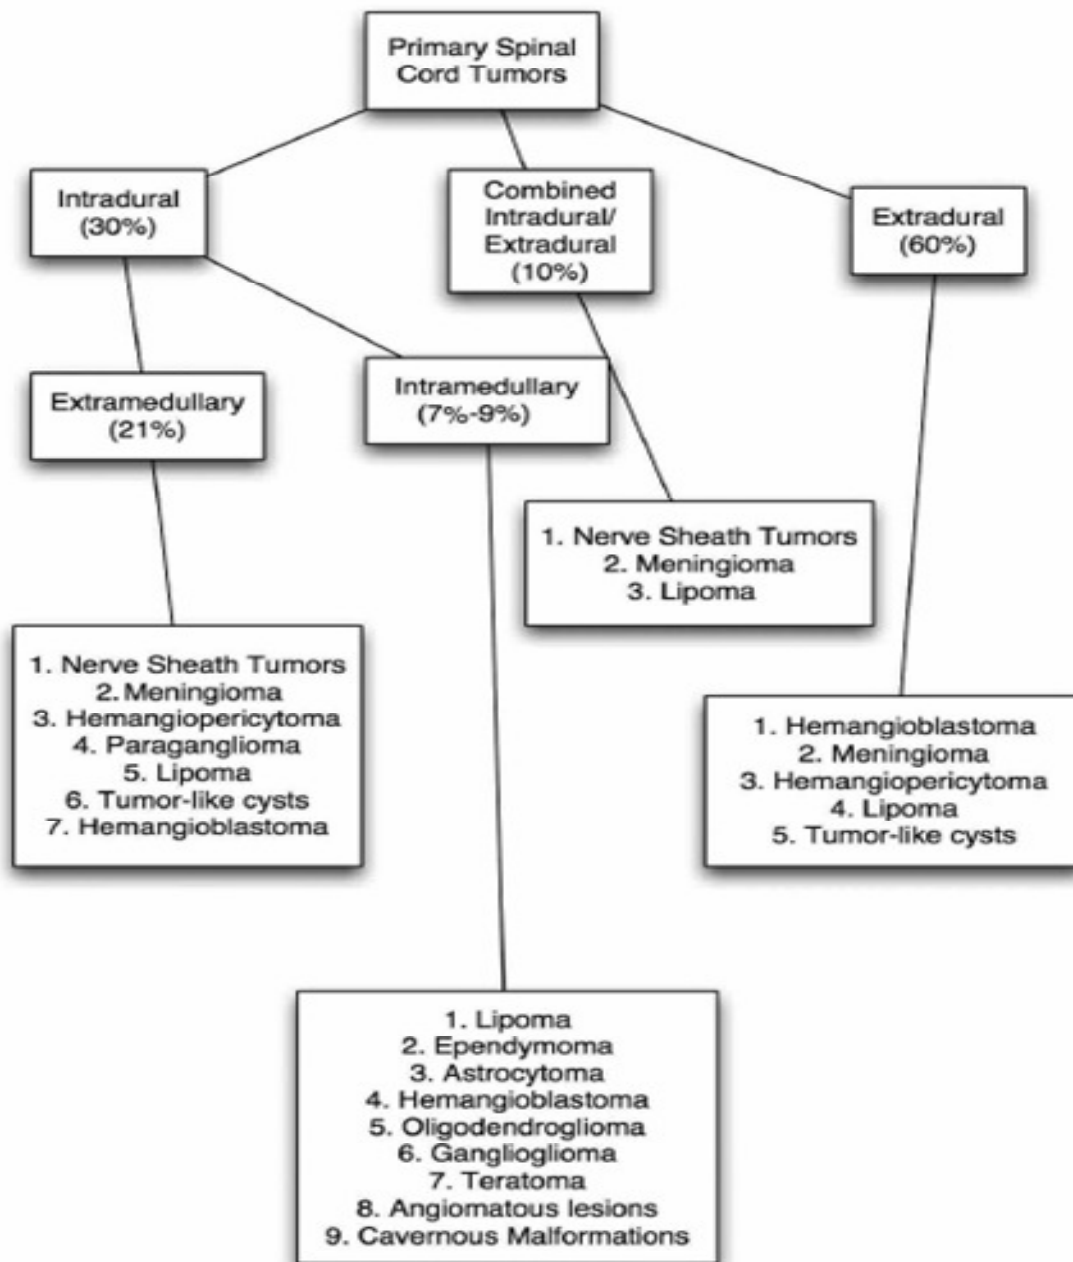 Primary Spinal
Cord Tumors
Intradural
(30%)
Combined
Intradural/
Extradural
(10%)
Extradural
(60%)
Extramedullary
(21%)
Intramedullary
(7%-9%)
1. Nerve Sheath Tumors
2. Meningioma
3. Lipoma
1. Nerve Sheath Tumors
2. Meningioma
3. Hemangiopericytoma
4. Paraganglioma
5. Lipoma
6. Tumor-like cysts
7. Hemangioblastoma
1. Hemangioblastoma
2. Meningioma
3. Hemangiopericytoma
4. Lipoma
5. Tumor-like cysts
1. Lipoma
2. Ependymoma
3. Astrocytoma
4. Hemangioblastoma
5. Oligodendroglioma
6. Ganglioglioma
7. Teratoma
8. Angiomatous lesions
9. Cavernous Malformations